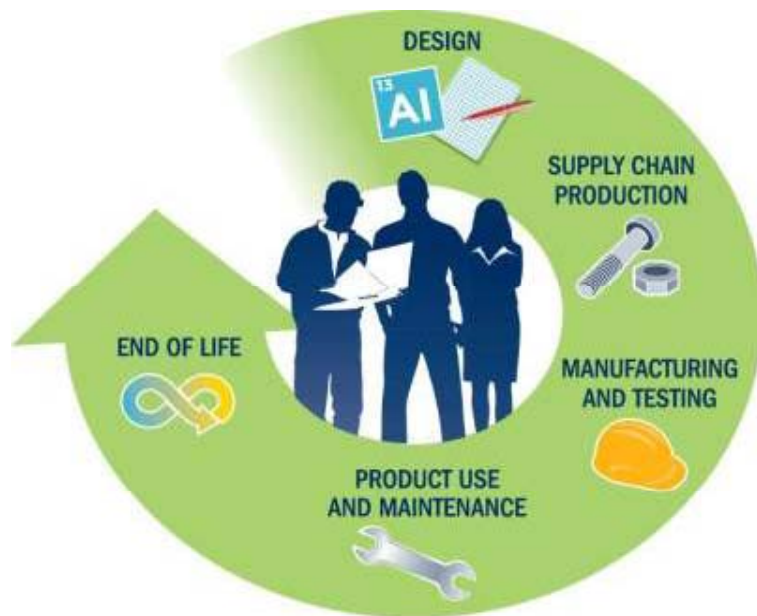 DESIGN
13
Al
SUPPLY CHAIN
PRODUCTION
MANUFACTURING
AND TESTING
PRODUCT USE
AND MAINTENANCE
END OF LIFE